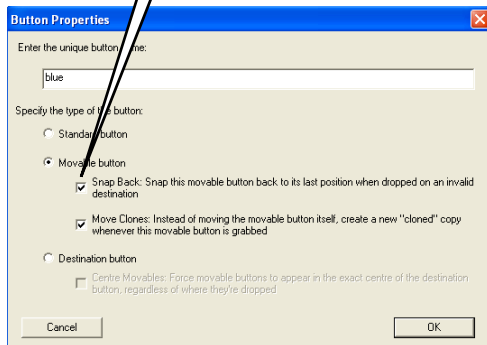 Button Properties
Enter the unique button name:
blue
Specify the type of the button:
Standard button
Movable button
Snap Back: Snap this movable button back to its last position when dropped on an invalid
destination
Move Clones: Instead of moving the movable button itself, create a new "cloned" copy
whenever this movable button is grabbed
Destination button
Centre Movables: Force movable buttons to appear in the exact centre of the destination
button, regardless of where they're dropped
Cancel
OK